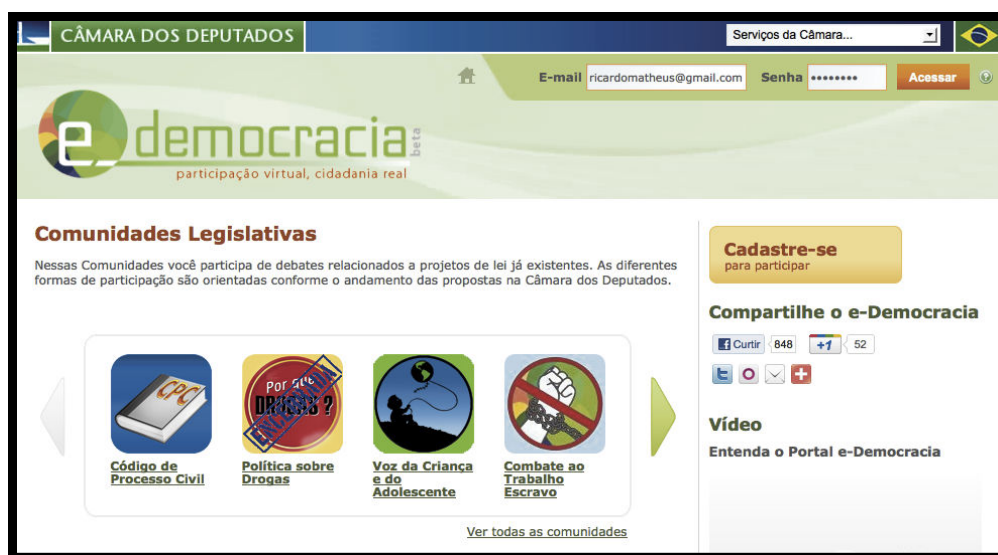 CÂMARA DOS DEPUTADOS
Serviços da Câmara...
E-mail ricardomatheus@gmail.com Senha •••••••• Acessar ?
e democracia beta
participação virtual, cidadania real
Comunidades Legislativas
Nessas Comunidades você participa de debates relacionados a projetos de lei já existentes. As diferentes
formas de participação são orientadas conforme o andamento das propostas na Câmara dos Deputados.
CPC
Por que
DROGAS ?
ENCERRADA
Código de
Processo Civil
Política sobre
Drogas
Voz da Criança
e do
Adolescente
Combate ao
Trabalho
Escravo
Ver todas as comunidades
Cadastre-se
para participar
Compartilhe o e-Democracia
Curtir 848 +1 52
Vídeo
Entenda o Portal e-Democracia